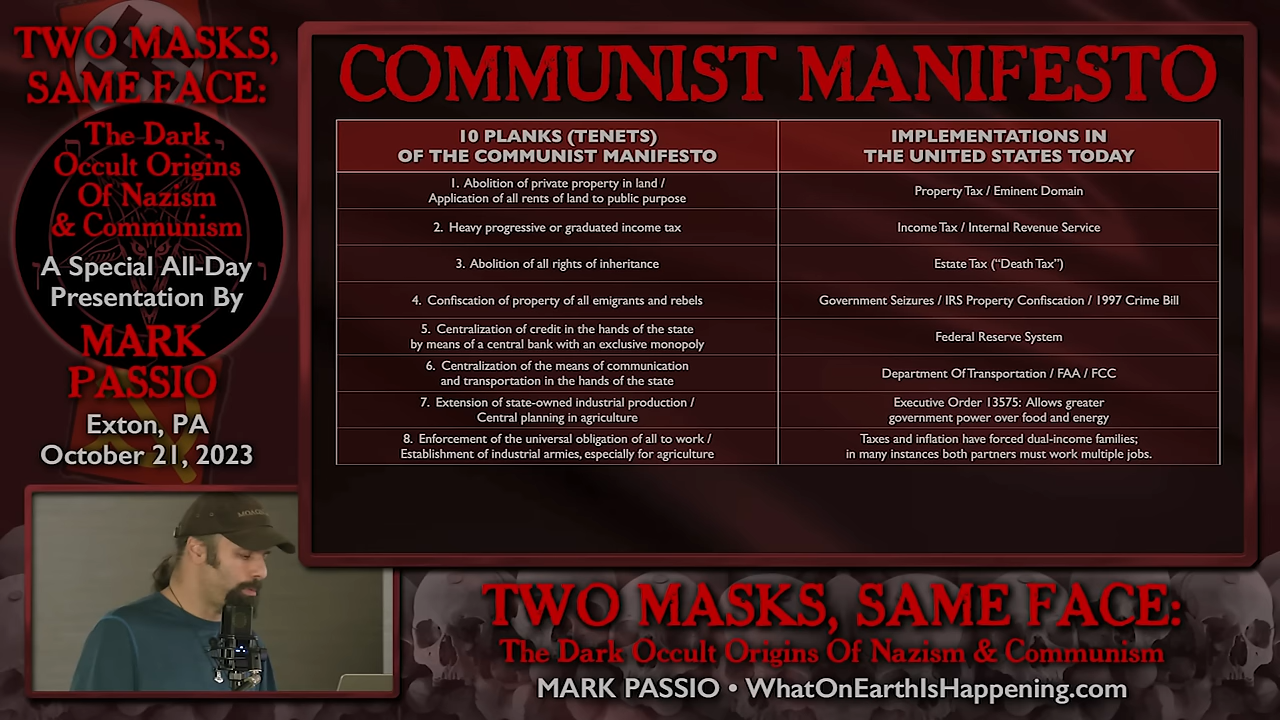 TWO MASKS,
SAME FACE:
The Dark
Occult Origins
Of Nazism
& Communism
A Special All-Day
Presentation By
MARK
PASSIO
Exton, PA
October 21, 2023
COMMUNIST MANIFESTO
10 PLANKS (TENETS)
OF THE COMMUNIST MANIFESTO
IMPLEMENTATIONS IN
THE UNITED STATES TODAY
1. Abolition of private property in land /
Application of all rents of land to public purpose
Property Tax / Eminent Domain
2. Heavy progressive or graduated income tax
Income Tax / Internal Revenue Service
3. Abolition of all rights of inheritance
Estate Tax (“Death Tax”)
4. Confiscation of property of all emigrants and rebels
Government Seizures / IRS Property Confiscation / 1997 Crime Bill
5. Centralization of credit in the hands of the state
by means of a central bank with an exclusive monopoly
Federal Reserve System
6. Centralization of the means of communication
and transportation in the hands of the state
Department Of Transportation / FAA / FCC
7. Extension of state-owned industrial production /
Central planning in agriculture
Executive Order 13575: Allows greater
government power over food and energy
8. Enforcement of the universal obligation of all to work /
Establishment of industrial armies, especially for agriculture
Taxes and inflation have forced dual-income families;
in many instances both partners must work multiple jobs.
TWO MASKS, SAME FACE:
The Dark Occult Origins Of Nazism & Communism
MARK PASSIO • WhatOnEarthIsHappening.com